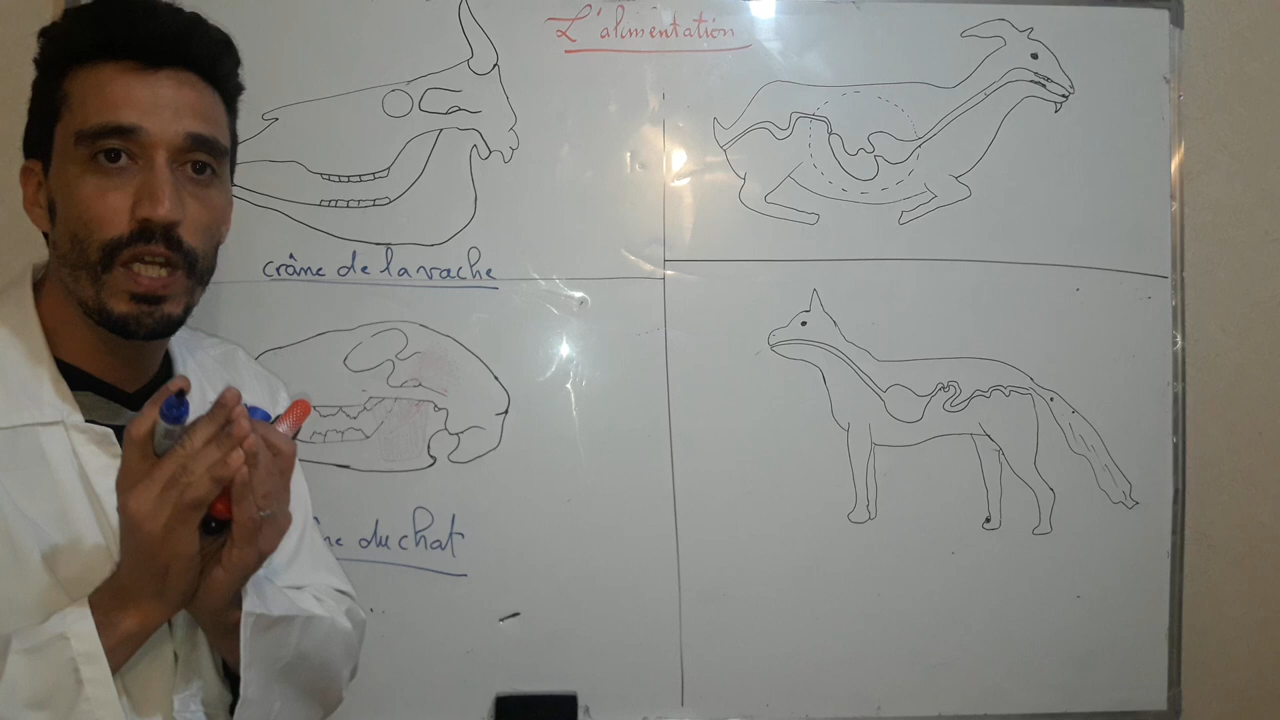 L'alimentation
crâne de la vache
du chat